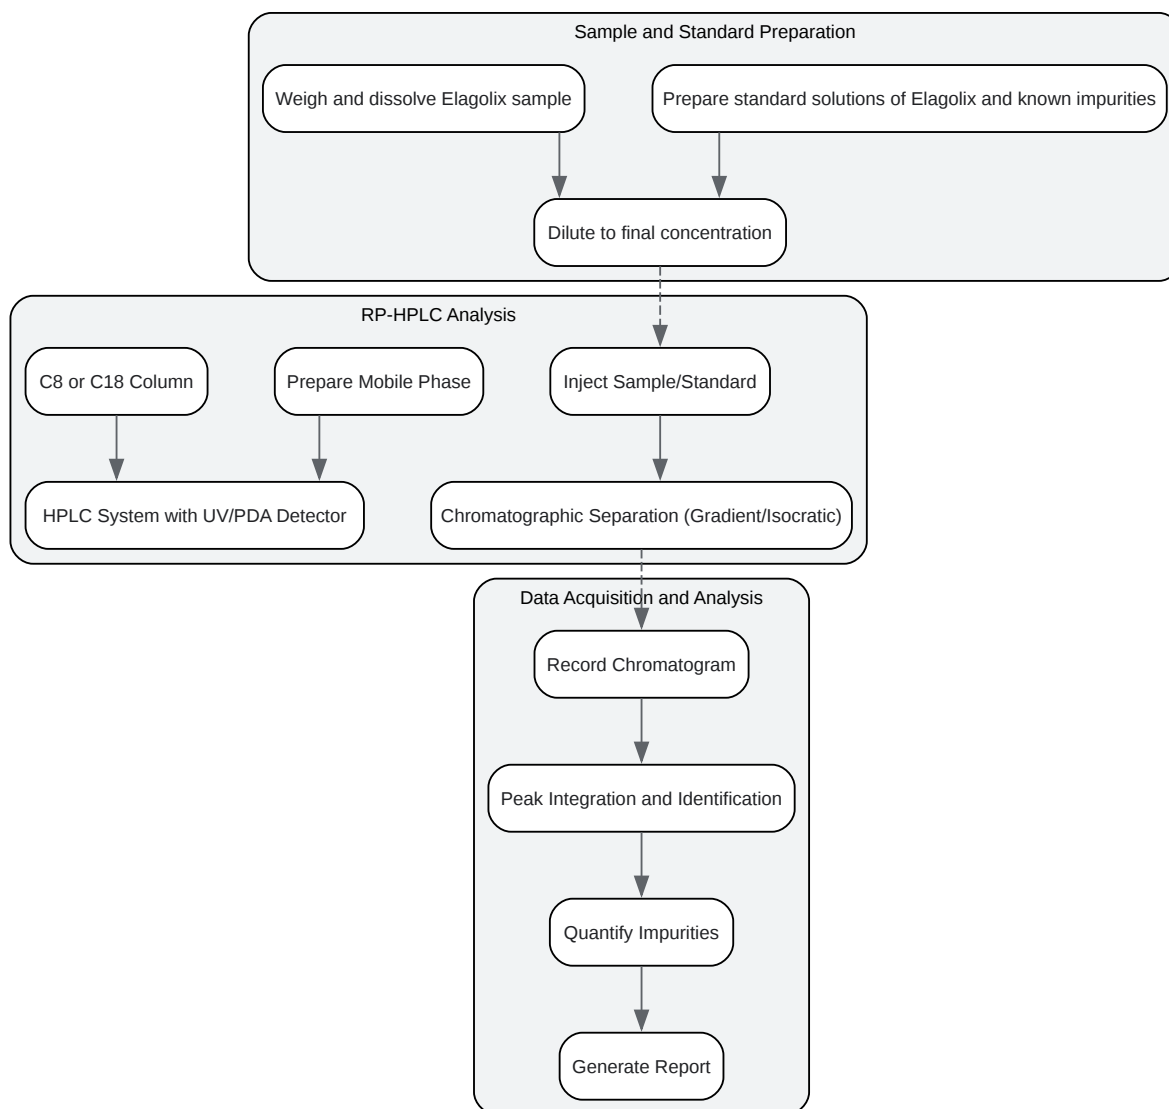 Sample and Standard Preparation
Weigh and dissolve Elagolix sample
Prepare standard solutions of Elagolix and known impurities
Dilute to final concentration
RP-HPLC Analysis
C8 or C18 Column
Prepare Mobile Phase
Inject Sample/Standard
HPLC System with UV/PDA Detector
Chromatographic Separation (Gradient/Isocratic)
Data Acquisition and Analysis
Record Chromatogram
Peak Integration and Identification
Quantify Impurities
Generate Report